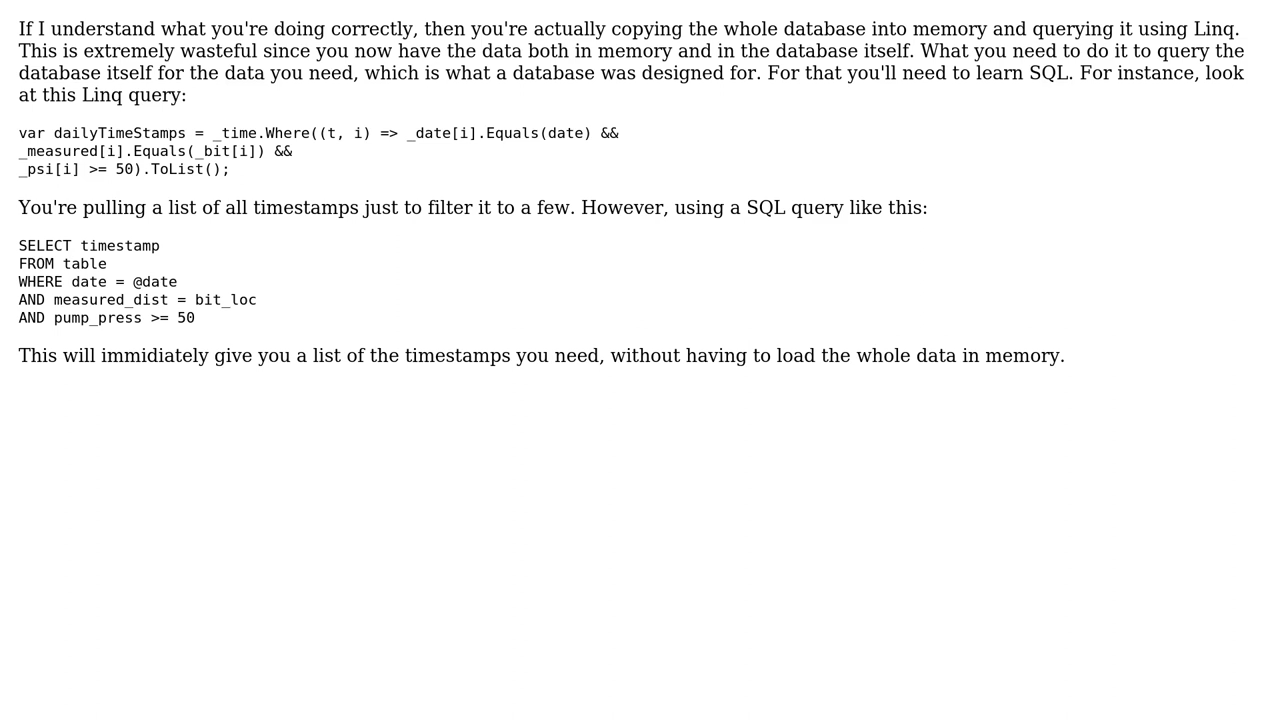 If I understand what you're doing correctly, then you're actually copying the whole database into memory and querying it using Linq.
This is extremely wasteful since you now have the data both in memory and in the database itself. What you need to do it to query the
database itself for the data you need, which is what a database was designed for. For that you'll need to learn SQL. For instance, look
at this Linq query:
var dailyTimeStamps = _time.Where((t, i) => _date[i].Equals(date) &&
_measured[i].Equals(_bit[i]) &&
_psi[i] >= 50).ToList();
You're pulling a list of all timestamps just to filter it to a few. However, using a SQL query like this:
SELECT timestamp
FROM table
WHERE date = @date
AND measured_dist = bit_loc
AND pump_press >= 50
This will immidiately give you a list of the timestamps you need, without having to load the whole data in memory.